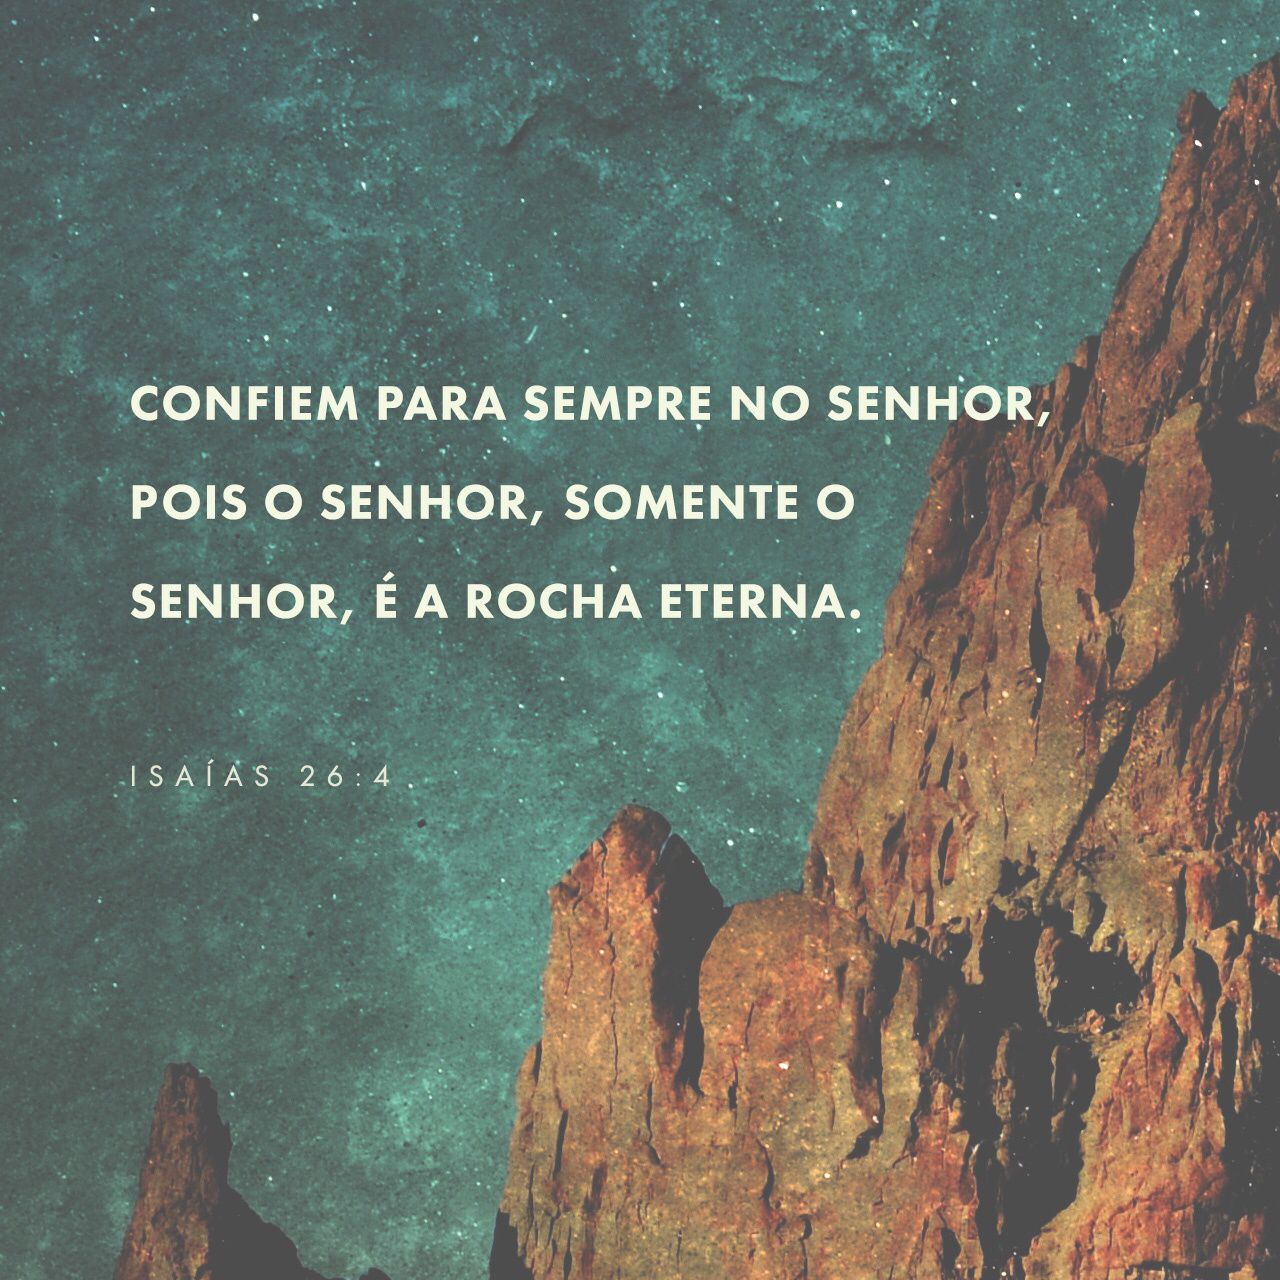 CONFIEM PARA SEMPRE NO SENHOR,
POIS O SENHOR, SOMENTE O
SENHOR, É A ROCHA ETERNA.
ISAÍAS 26:4